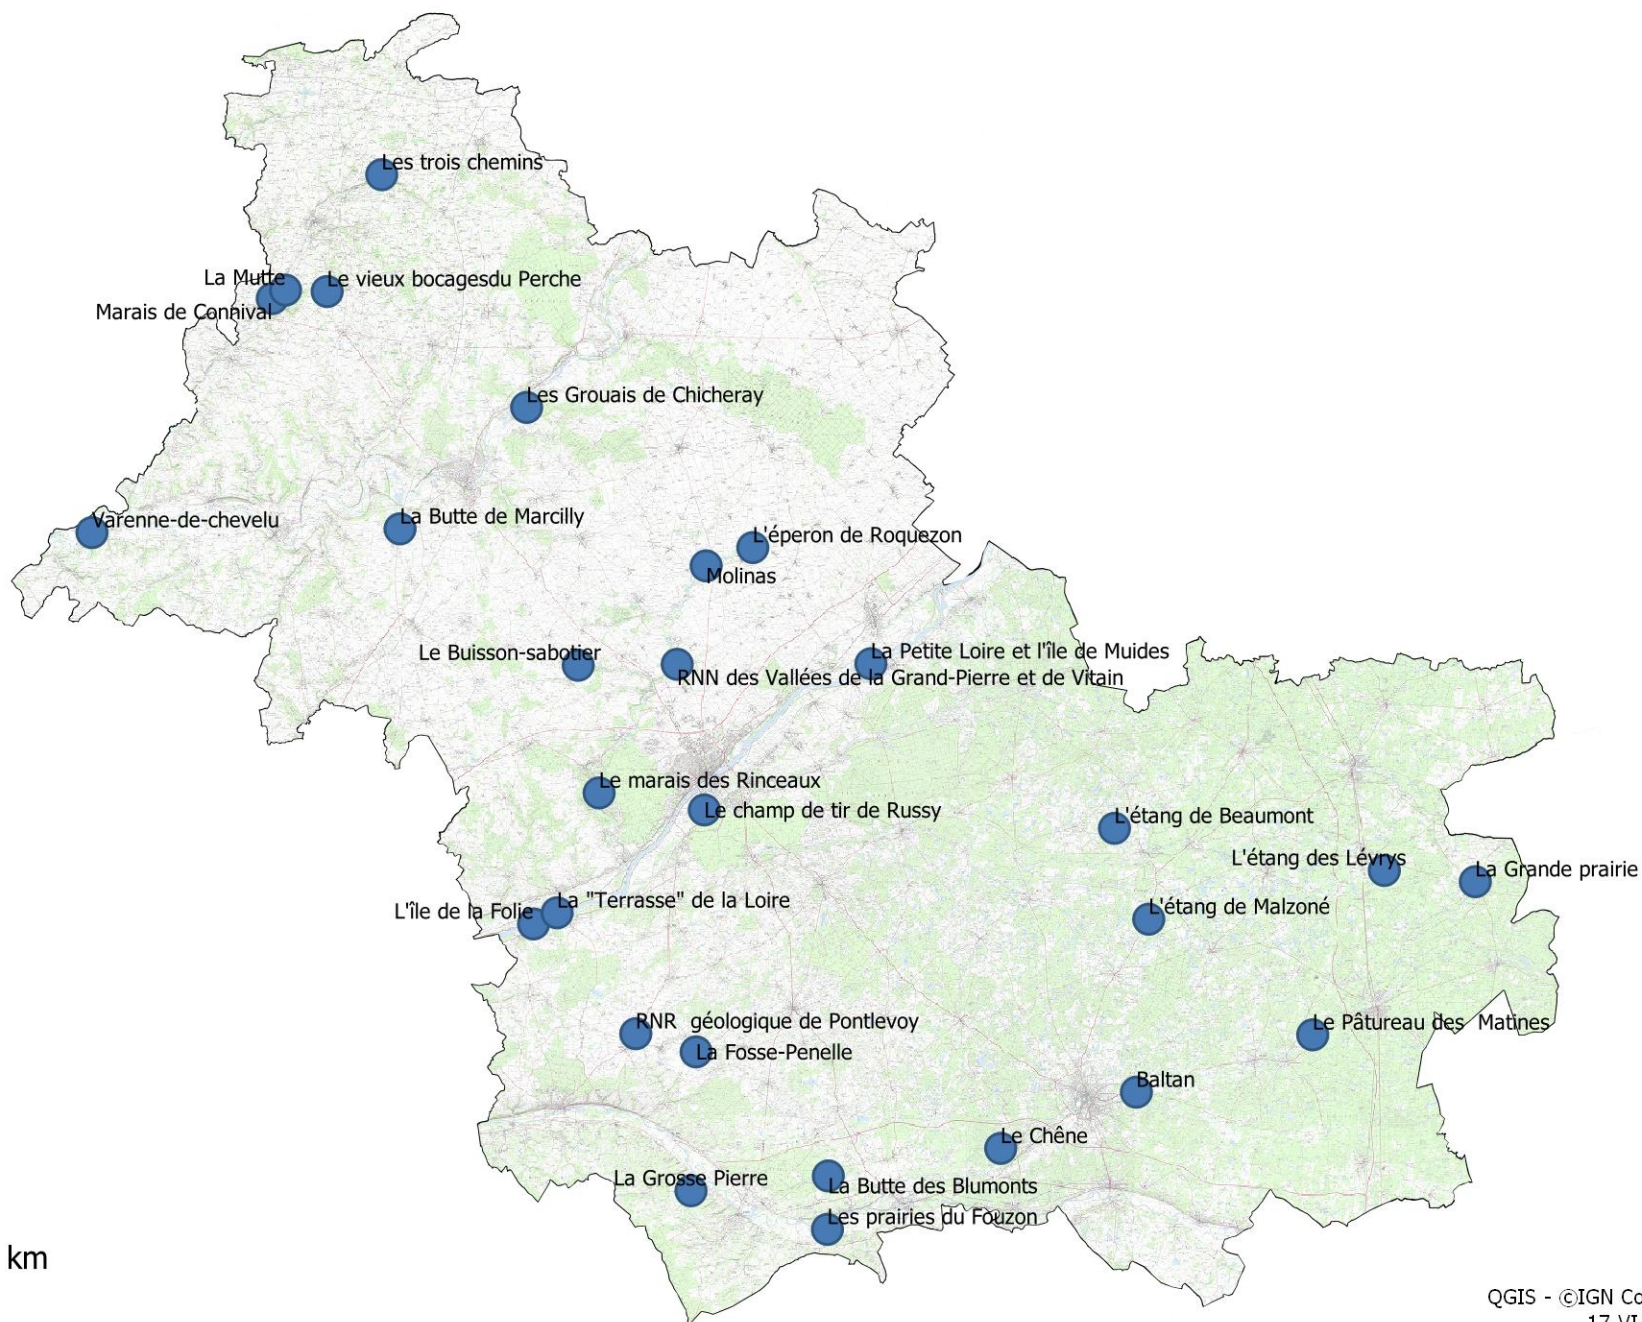 Les trois chemins
La Mutte
Le vieux bocagesdu Perche
Marais de Connival
Les Grouais de Chicheray
Varenne-de-chevelu
La Butte de Marcilly
L'éperon de Roquezon
Molinas
Le Buisson-sabotier
La Petite Loire et l'île de Muides
RNN des Vallées de la Grand-Pierre et de Vitain
Le marais des Rinceaux
Le champ de tir de Russy
L'étang de Beaumont
L'étang des Lévrys
La Grande prairie
La "Terrasse" de la Loire
L'île de la Folie
L'étang de Malzoné
RNR géologique de Pontlevoy
Le Pâtureau des Matines
La Fosse-Penelle
Baltan
Le Chêne
La Grosse Pierre
La Butte des Blumonts
Les prairies du Fouzon
km
QGIS - ©IGN Co
17 VI